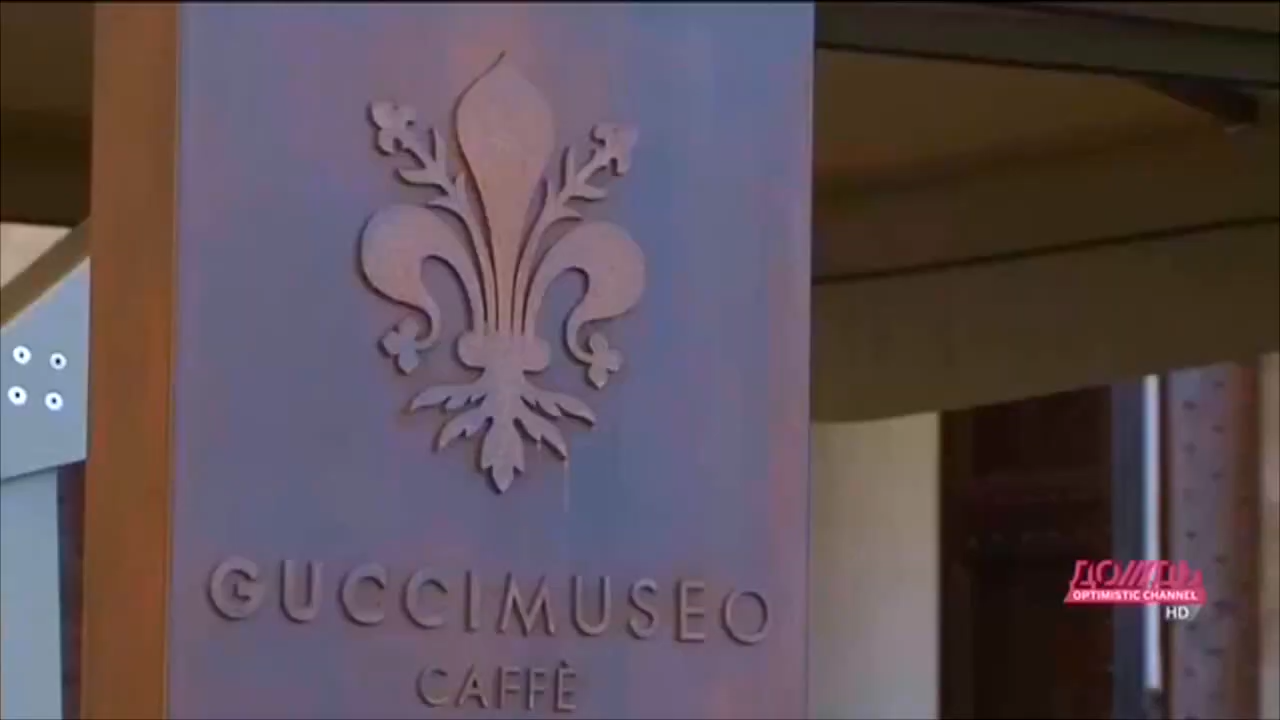 GUCCIMUSEO
CAFFÈ
ДОЖДЬ
OPTIMISTIC CHANNEL
HD